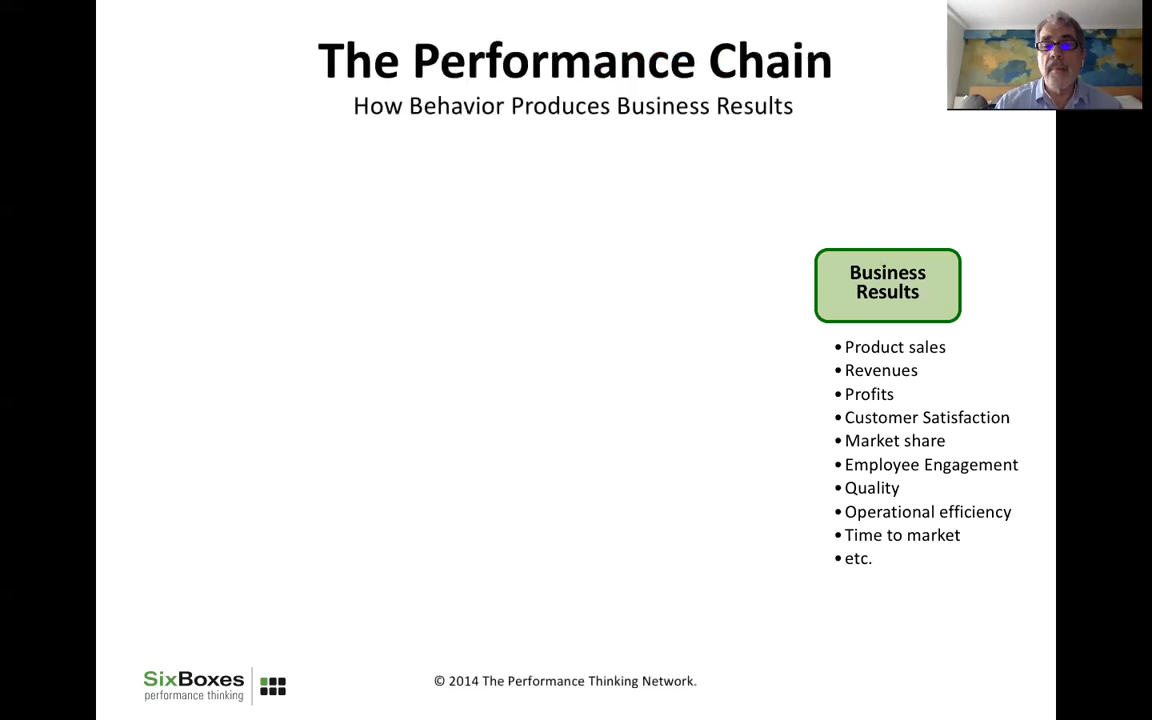 The Performance Chain
How Behavior Produces Business Results
Business
Results
• Product sales
• Revenues
• Profits
• Customer Satisfaction
• Market share
• Employee Engagement
• Quality
• Operational efficiency
• Time to market
• etc.
SixBoxes
performance thinking
© 2014 The Performance Thinking Network.